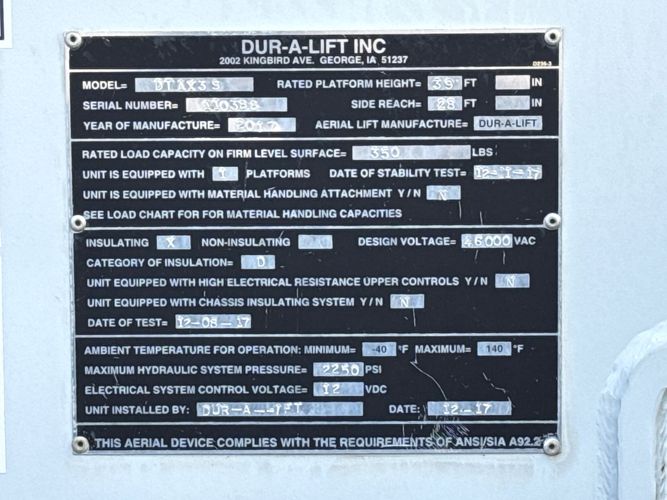 DUR-A-LIFT INC
2002 KINGBIRD AVE. GEORGE, IA 51237
D236-3
MODEL= RATED PLATFORM HEIGHT= 39' FT IN
SERIAL NUMBER= SIDE REACH= 28 FT IN
YEAR OF MANUFACTURE= 2017 AERIAL LIFT MANUFACTURE= DUR-A-LIFT
RATED LOAD CAPACITY ON FIRM LEVEL SURFACE= 350 LBS
UNIT IS EQUIPPED WITH 1 PLATFORMS DATE OF STABILITY TEST= 12-7-17
UNIT IS EQUIPPED WITH MATERIAL HANDLING ATTACHMENT Y / N N
SEE LOAD CHART FOR FOR MATERIAL HANDLING CAPACITIES
INSULATING X NON-INSULATING DESIGN VOLTAGE= 46000 VAC
CATEGORY OF INSULATION=
UNIT EQUIPPED WITH HIGH ELECTRICAL RESISTANCE UPPER CONTROLS Y / N N
UNIT EQUIPPED WITH CHASSIS INSULATING SYSTEM Y / N N
DATE OF TEST= 12-08-17
AMBIENT TEMPERATURE FOR OPERATION: MINIMUM= -40 °F MAXIMUM= 140 °F
MAXIMUM HYDRAULIC SYSTEM PRESSURE= 2250 PSI
ELECTRICAL SYSTEM CONTROL VOLTAGE= 12 VDC
UNIT INSTALLED BY: DUR-A-LIFT DATE: 12-17
THIS AERIAL DEVICE COMPLIES WITH THE REQUIREMENTS OF ANSI/SIA A92.2